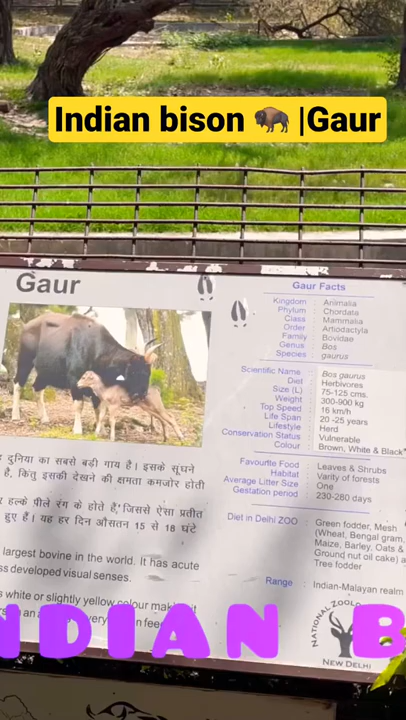 Indian bison 🦬 |Gaur
Gaur
दुनिया का सबसे बड़ी गाय है। इसके सूंघने
है, किंतु इसकी देखने की क्षमता कमजोर होती
हल्के पीले रंग के होते हैं, जिससे ऐसा प्रतीत
हुए हैं। यह हर दिन औसतन 15 से 18 घंटे
largest bovine in the world. It has acute
developed visual senses.
white or slightly yellow colour
Gaur Facts
Kingdom : Animalia
Phylum : Chordata
Class : Mammalia
Order : Artiodactyla
Family : Bovidae
Genus : Bos
Species : gaurus
Scientific Name : Bos gaurus
Diet : Herbivores
Size (L) : 75-125 cms.
Weight : 300-900 kg
Top Speed : 16 km/h
Life Span : 20 -25 years
Lifestyle : Herd
Conservation Status : Vulnerable
Colour : Brown, White & Black
Favourite Food : Leaves & Shrubs
Habitat : Varity of forests
Average Litter Size : One
Gestation period : 230-280 days
Diet in Delhi ZOO : Green fodder, Mesh
(Wheat, Bengal gram,
Maize, Barley, Oats &
Ground nut oil cake)
Tree fodder
Range : Indian-Malayan realm
NEW DELHI
NDIAN B